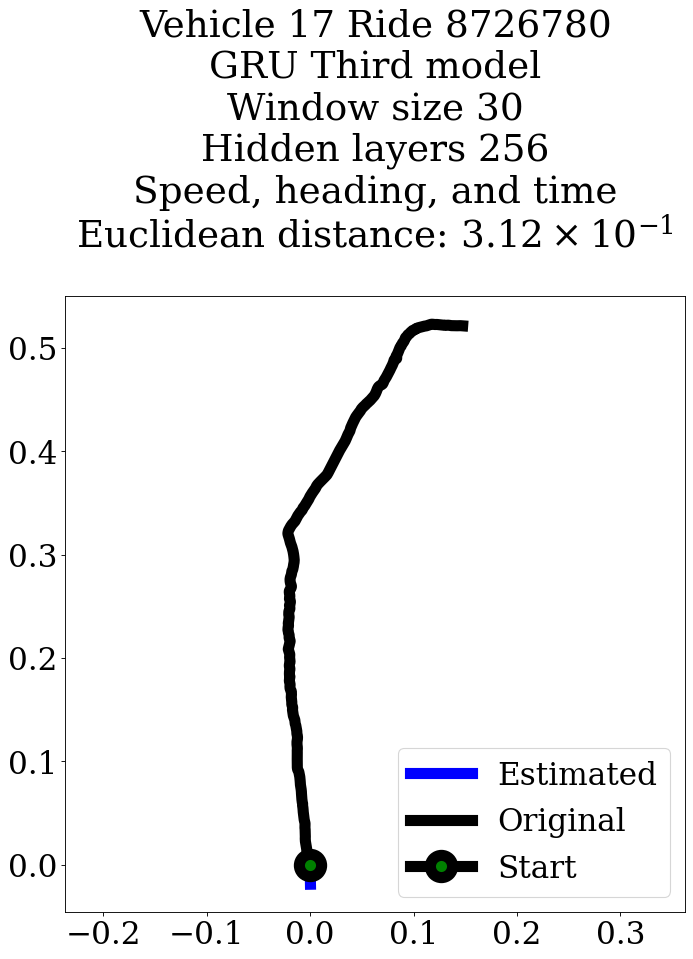 Vehicle 17 Ride 8726780
GRU Third model
Window size 30
Hidden layers 256
Speed, heading, and time
Euclidean distance: 3.12 × 10⁻¹
0.5
0.4
0.3
0.2
0.1
0.0
Estimated
Original
Start
−0.2 −0.1 0.0 0.1 0.2 0.3